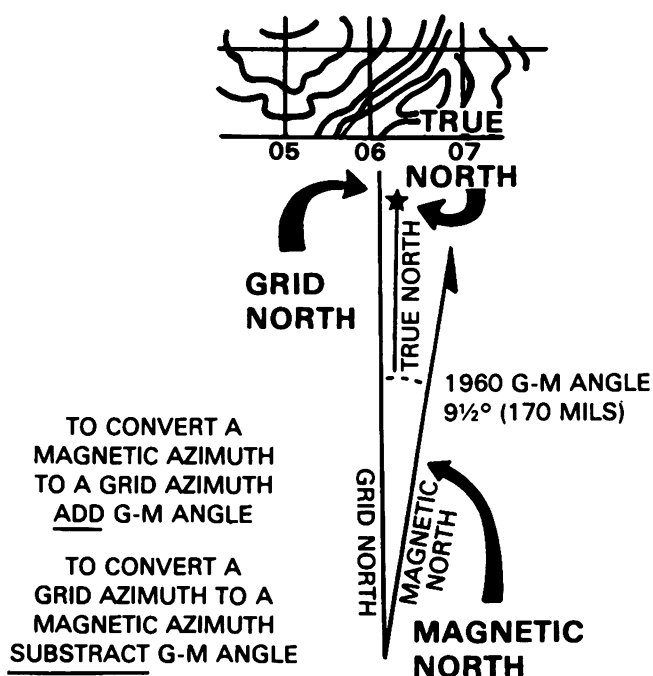 TRUE
05 06 07
NORTH
GRID
NORTH
TRUE NORTH
1960 G-M ANGLE
9½° (170 MILS)
TO CONVERT A
MAGNETIC AZIMUTH
TO A GRID AZIMUTH
ADD G-M ANGLE
GRID NORTH
MAGNETIC
NORTH
TO CONVERT A
GRID AZIMUTH TO A
MAGNETIC AZIMUTH
SUBSTRACT G-M ANGLE
MAGNETIC
NORTH